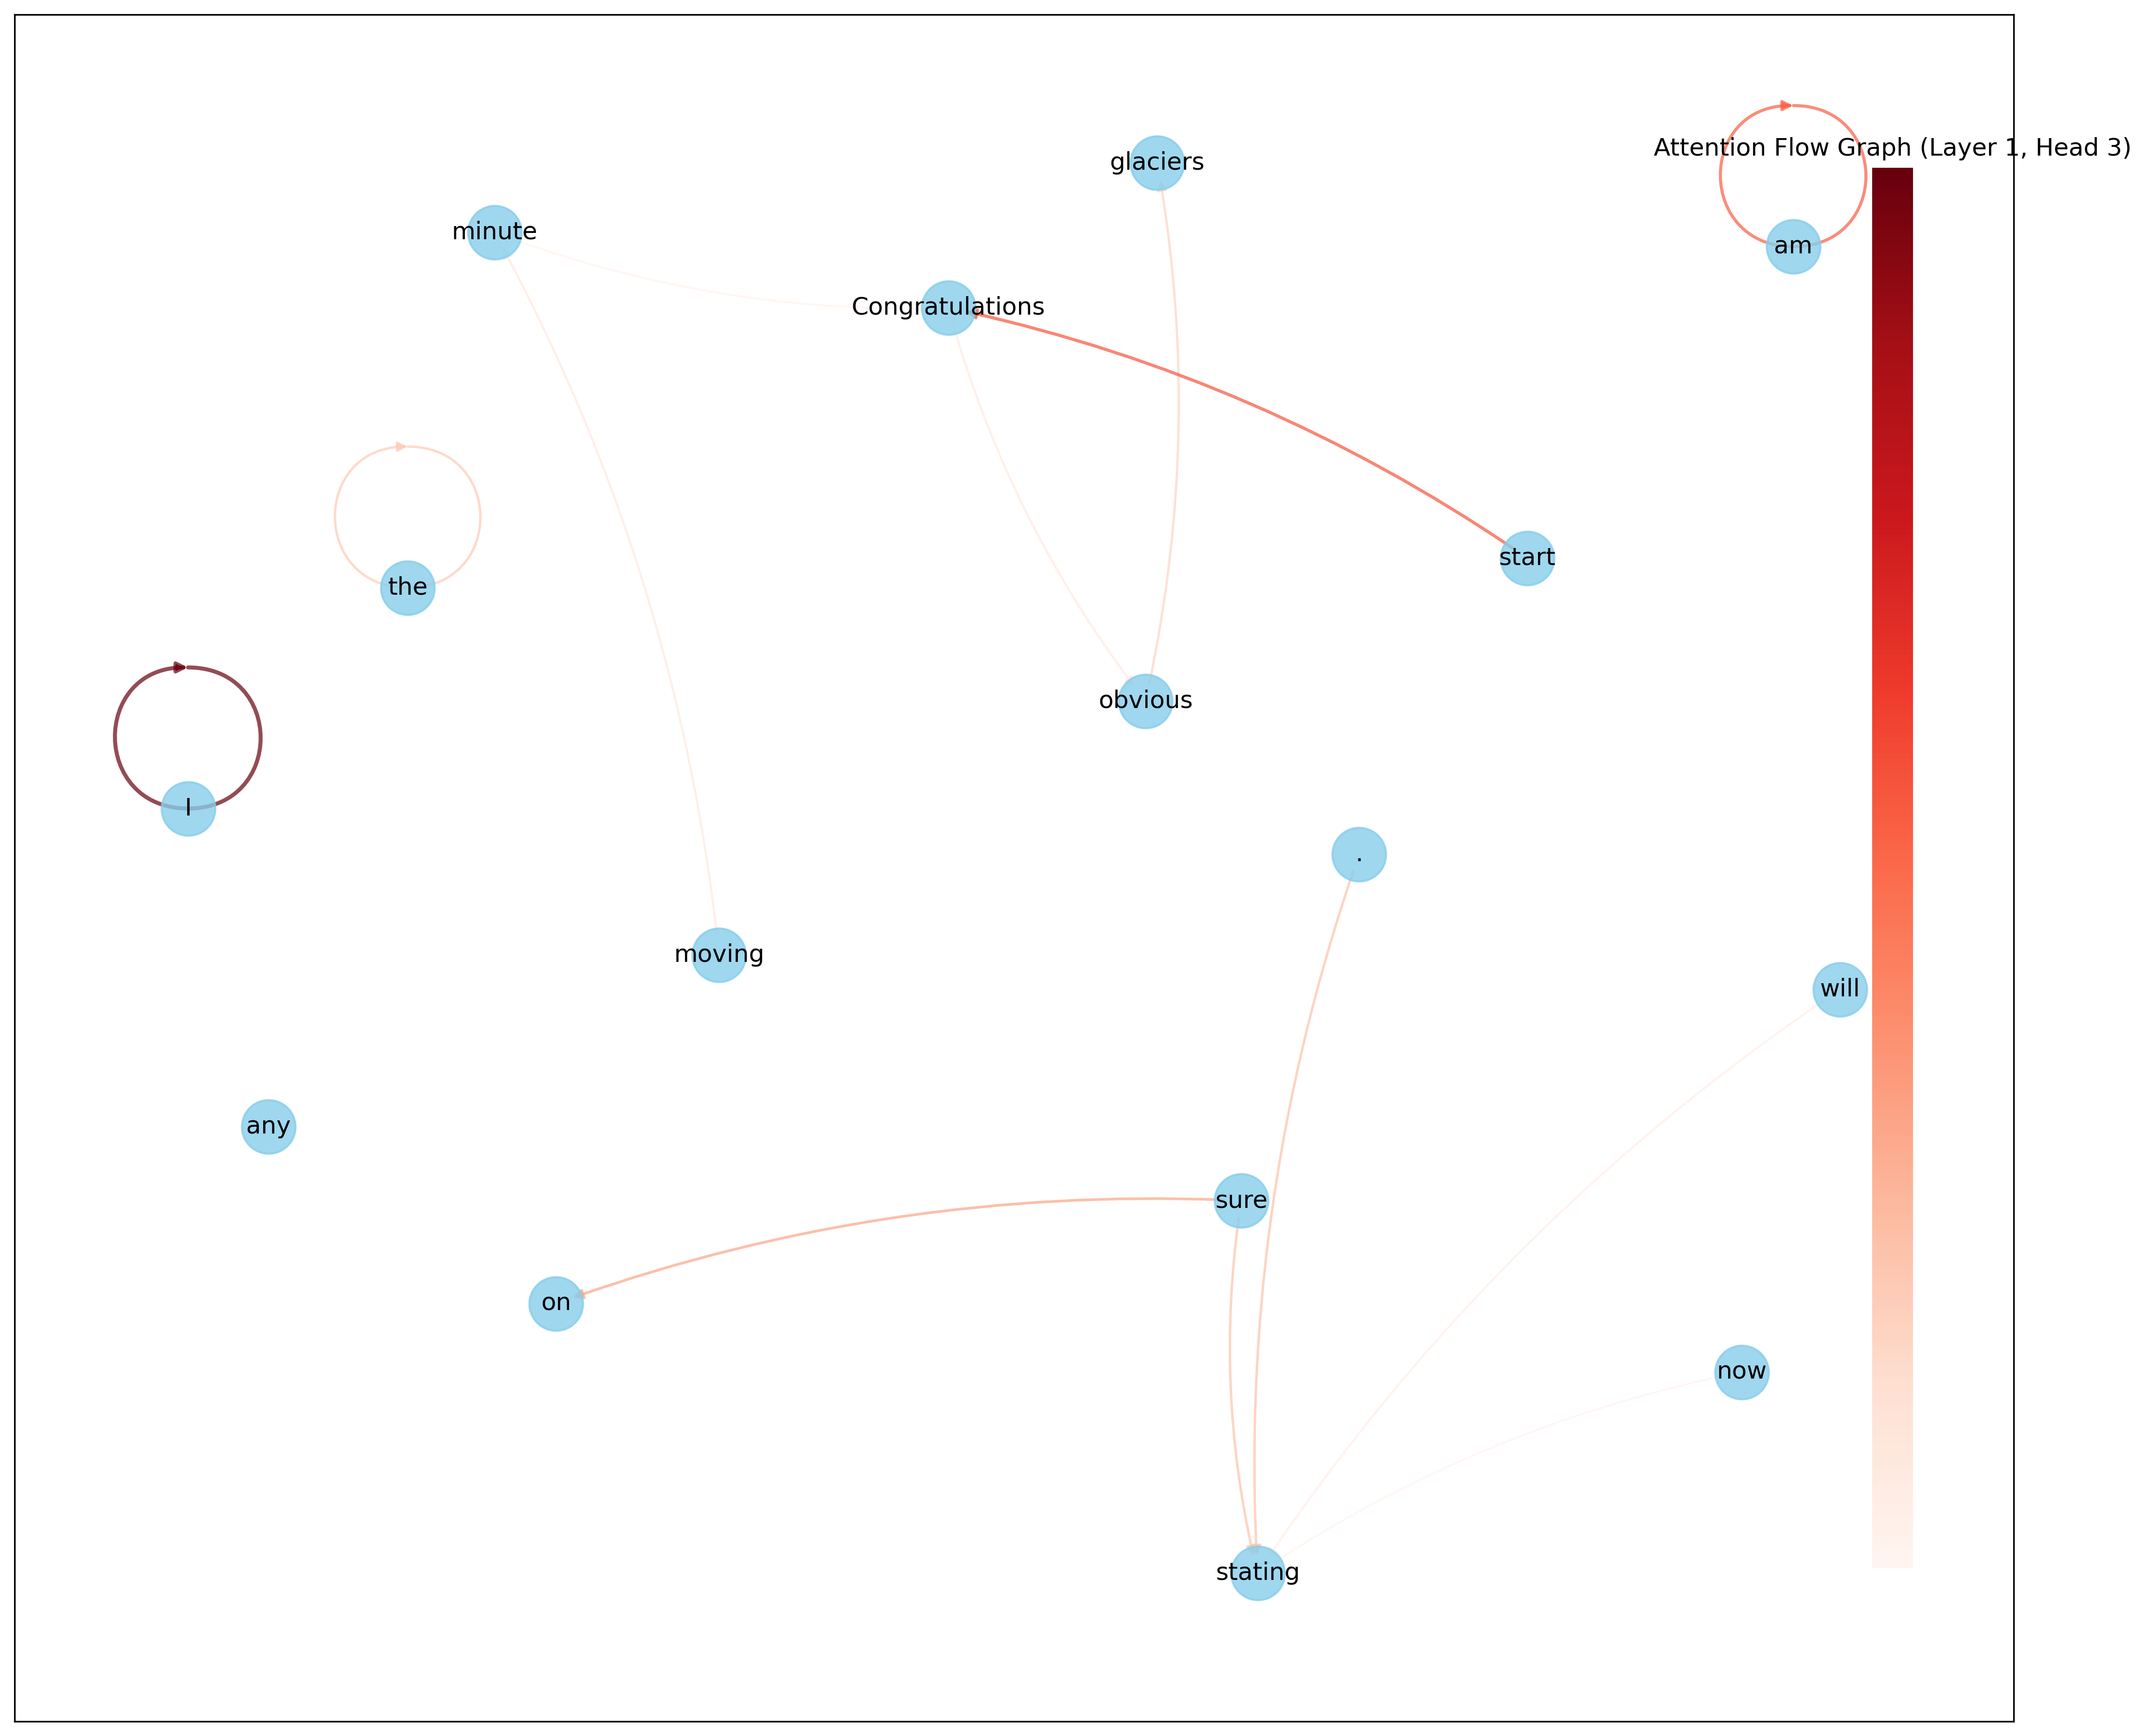 glaciers
Attention Flow Graph (Layer 1, Head 3)
minute
am
Congratulations
start
the
obvious
I
.
moving
will
any
sure
on
now
stating